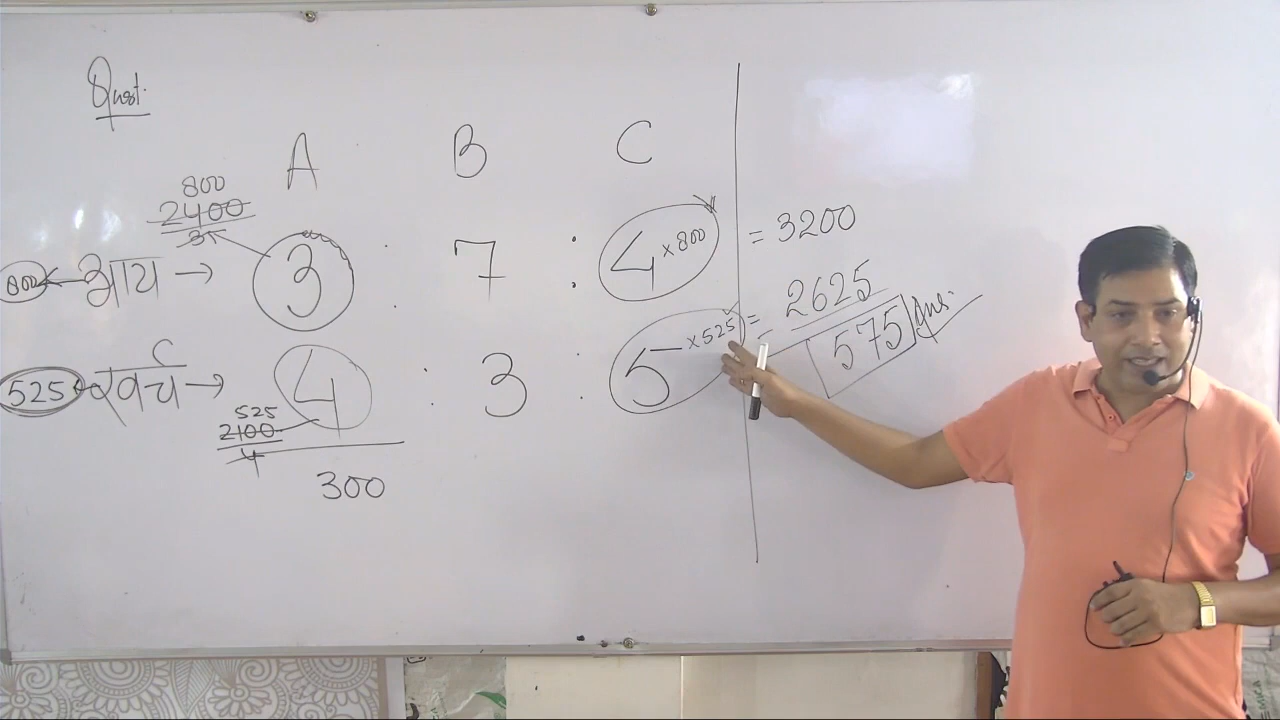 Quest.
A B C
800
2400
3
800 ← आय → 3 : 7 : 4 × 800 = 3200
525 ← खर्च → 4 : 3 : 5 × 525 = 2625
525
2100
4
300
575 Ans.